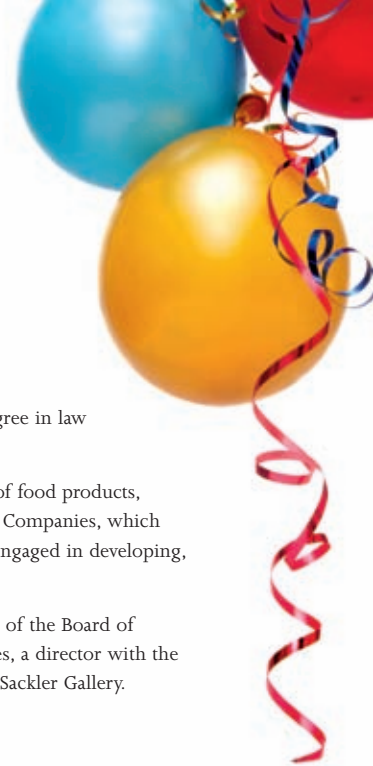 gree in law
of food products,
Companies, which
ngaged in developing,
of the Board of
es, a director with the
Sackler Gallery.